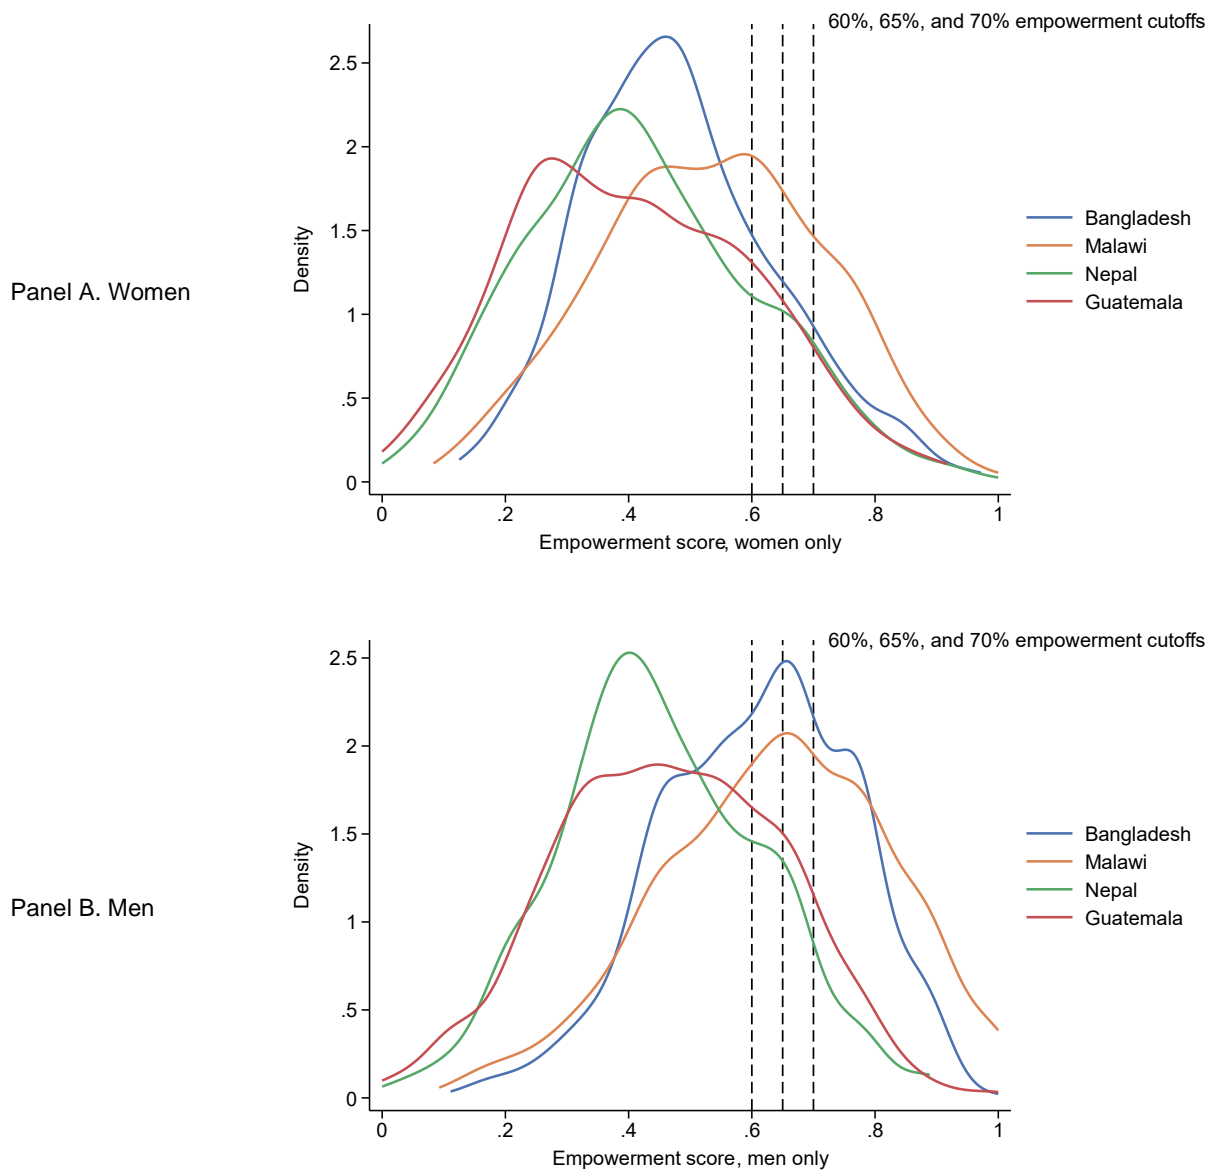 60%, 65%, and 70% empowerment cutoffs
2.5
2
1.5
1
.5
0
Density
Panel A. Women
Bangladesh
Malawi
Nepal
Guatemala
0 .2 .4 .6 .8 1
Empowerment score, women only
60%, 65%, and 70% empowerment cutoffs
2.5
2
1.5
1
.5
0
Density
Panel B. Men
Bangladesh
Malawi
Nepal
Guatemala
0 .2 .4 .6 .8 1
Empowerment score, men only